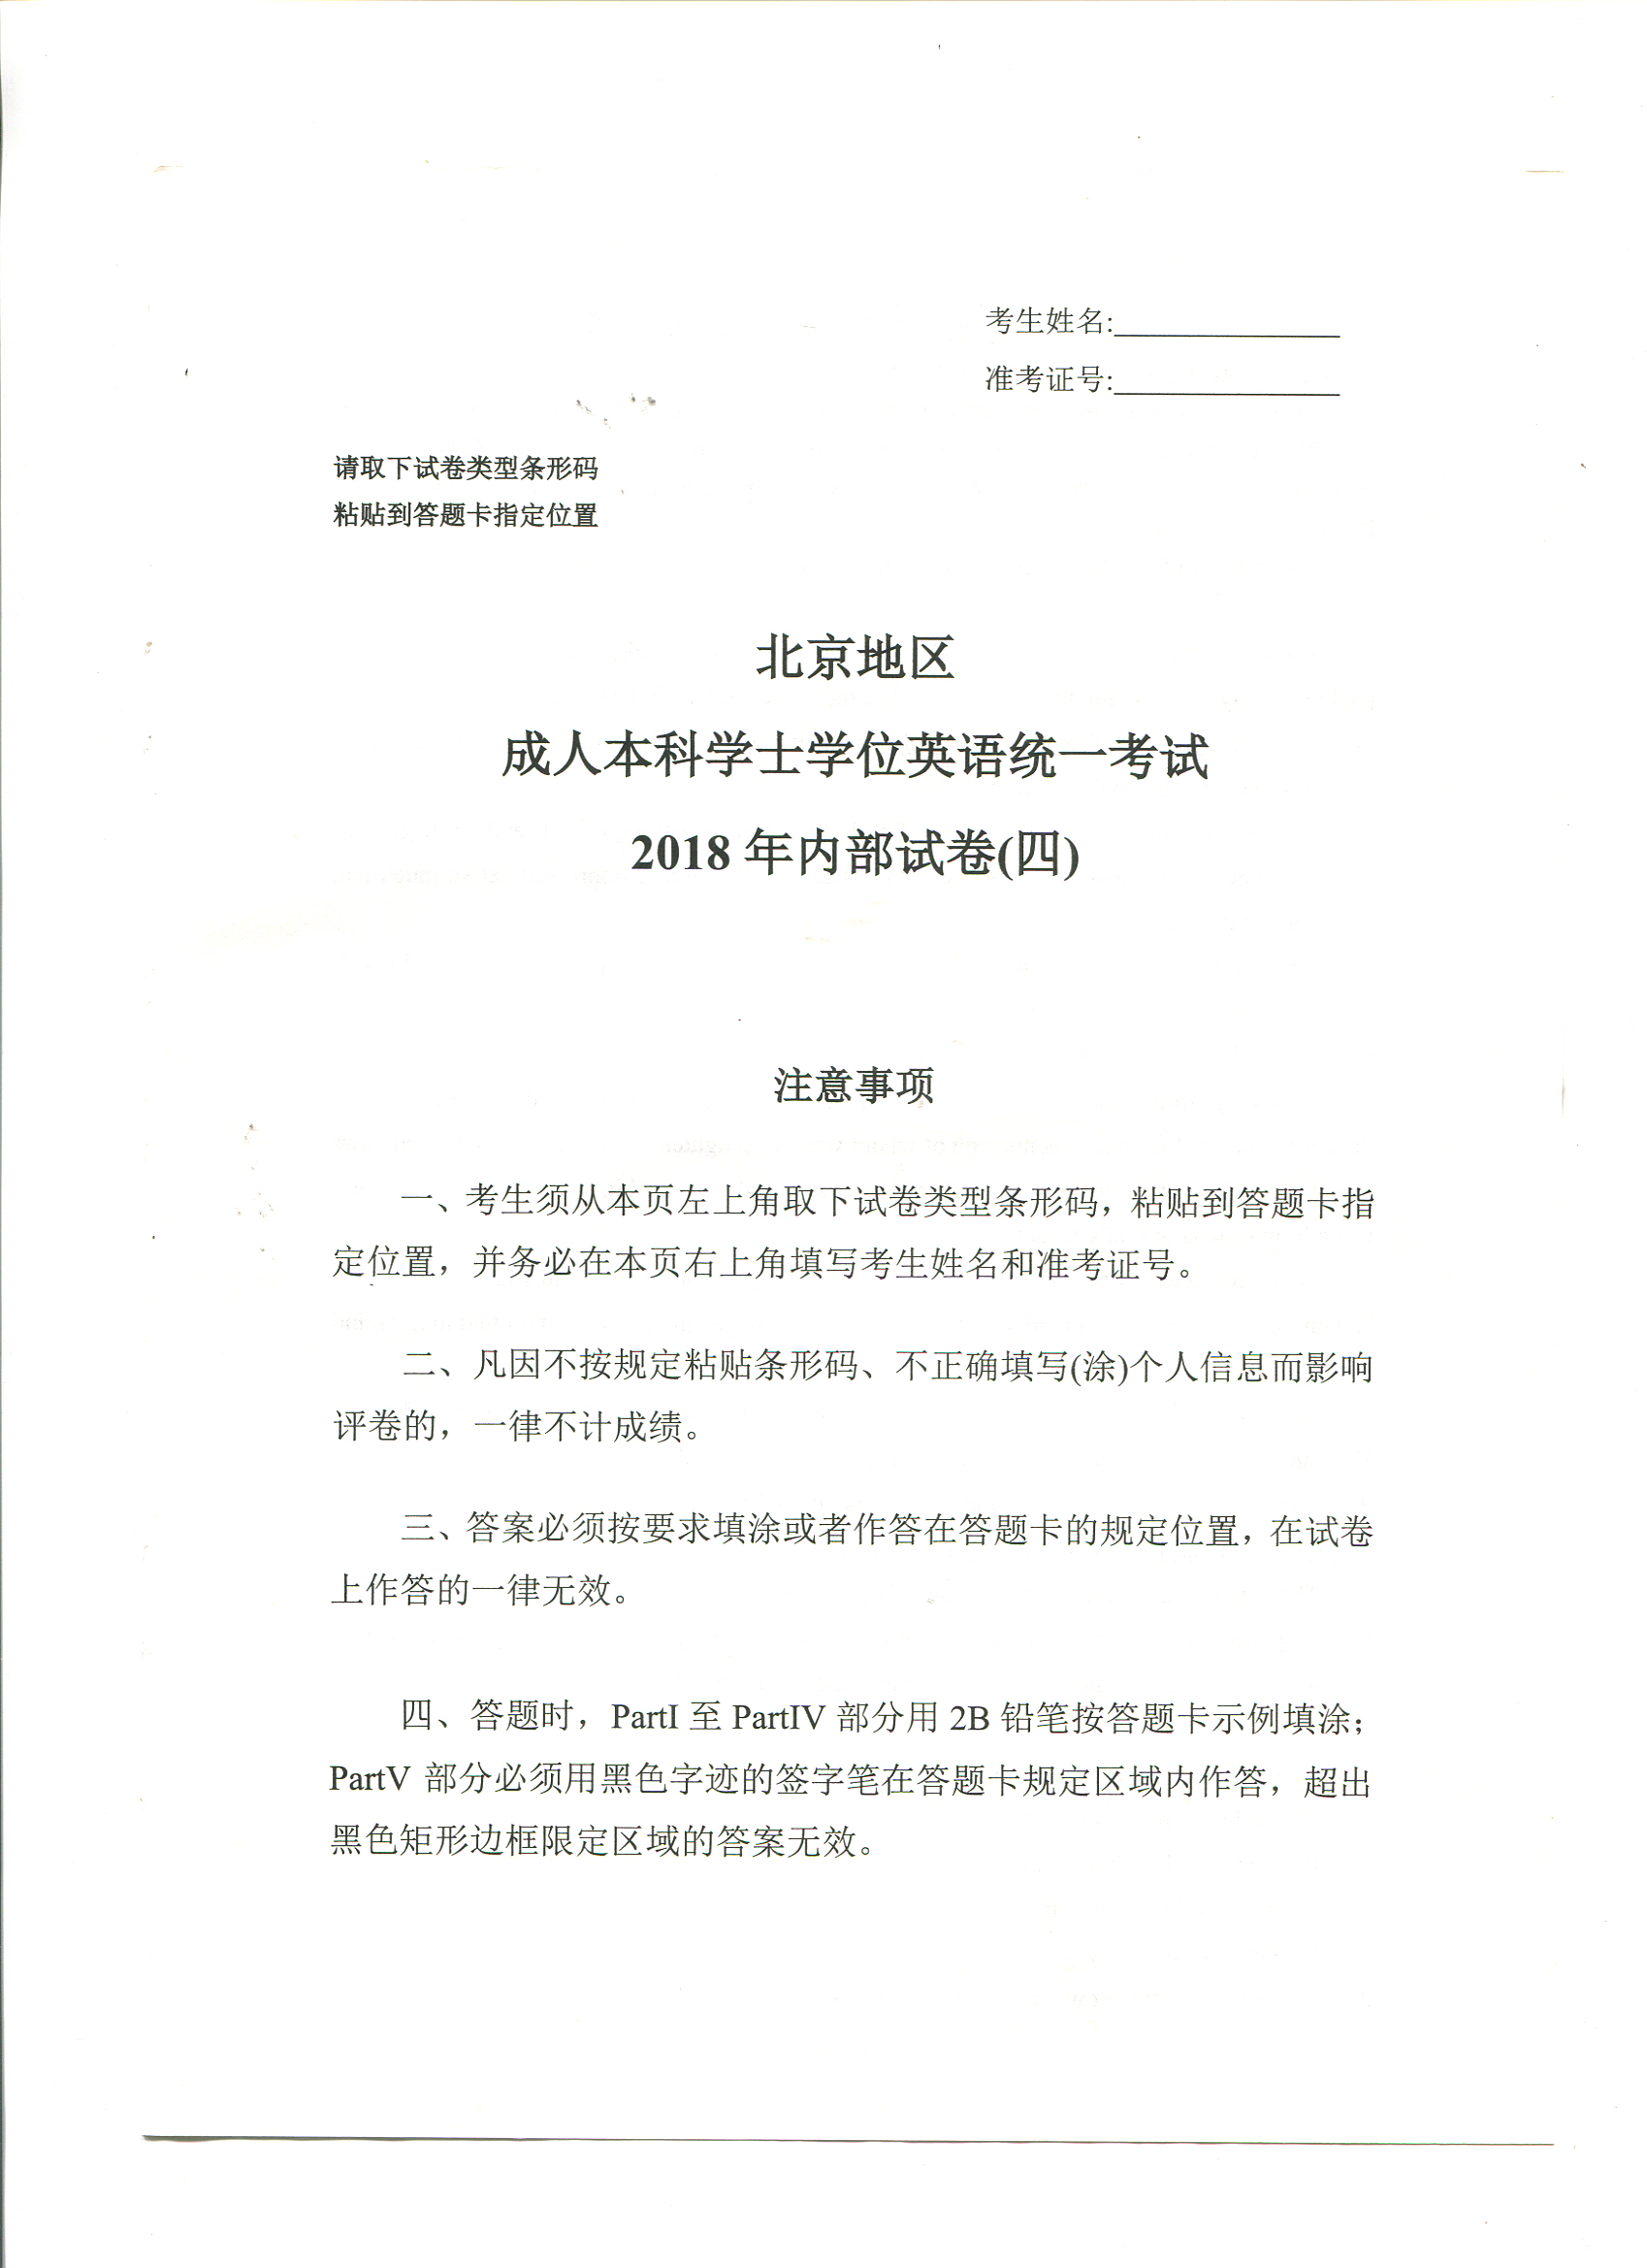 考生姓名:
准考证号:
请取下试卷类型条形码
粘贴到答题卡指定位置
北京地区
成人本科学士学位英语统一考试
2018 年内部试卷(四)
注意事项
一、考生须从本页左上角取下试卷类型条形码，粘贴到答题卡指
定位置，并务必在本页右上角填写考生姓名和准考证号。
二、凡因不按规定粘贴条形码、不正确填写(涂)个人信息而影响
评卷的，一律不计成绩。
三、答案必须按要求填涂或者作答在答题卡的规定位置，在试卷
上作答的一律无效。
四、答题时，PartI 至 PartIV 部分用 2B 铅笔按答题卡示例填涂；
PartV 部分必须用黑色字迹的签字笔在答题卡规定区域内作答，超出
黑色矩形边框限定区域的答案无效。